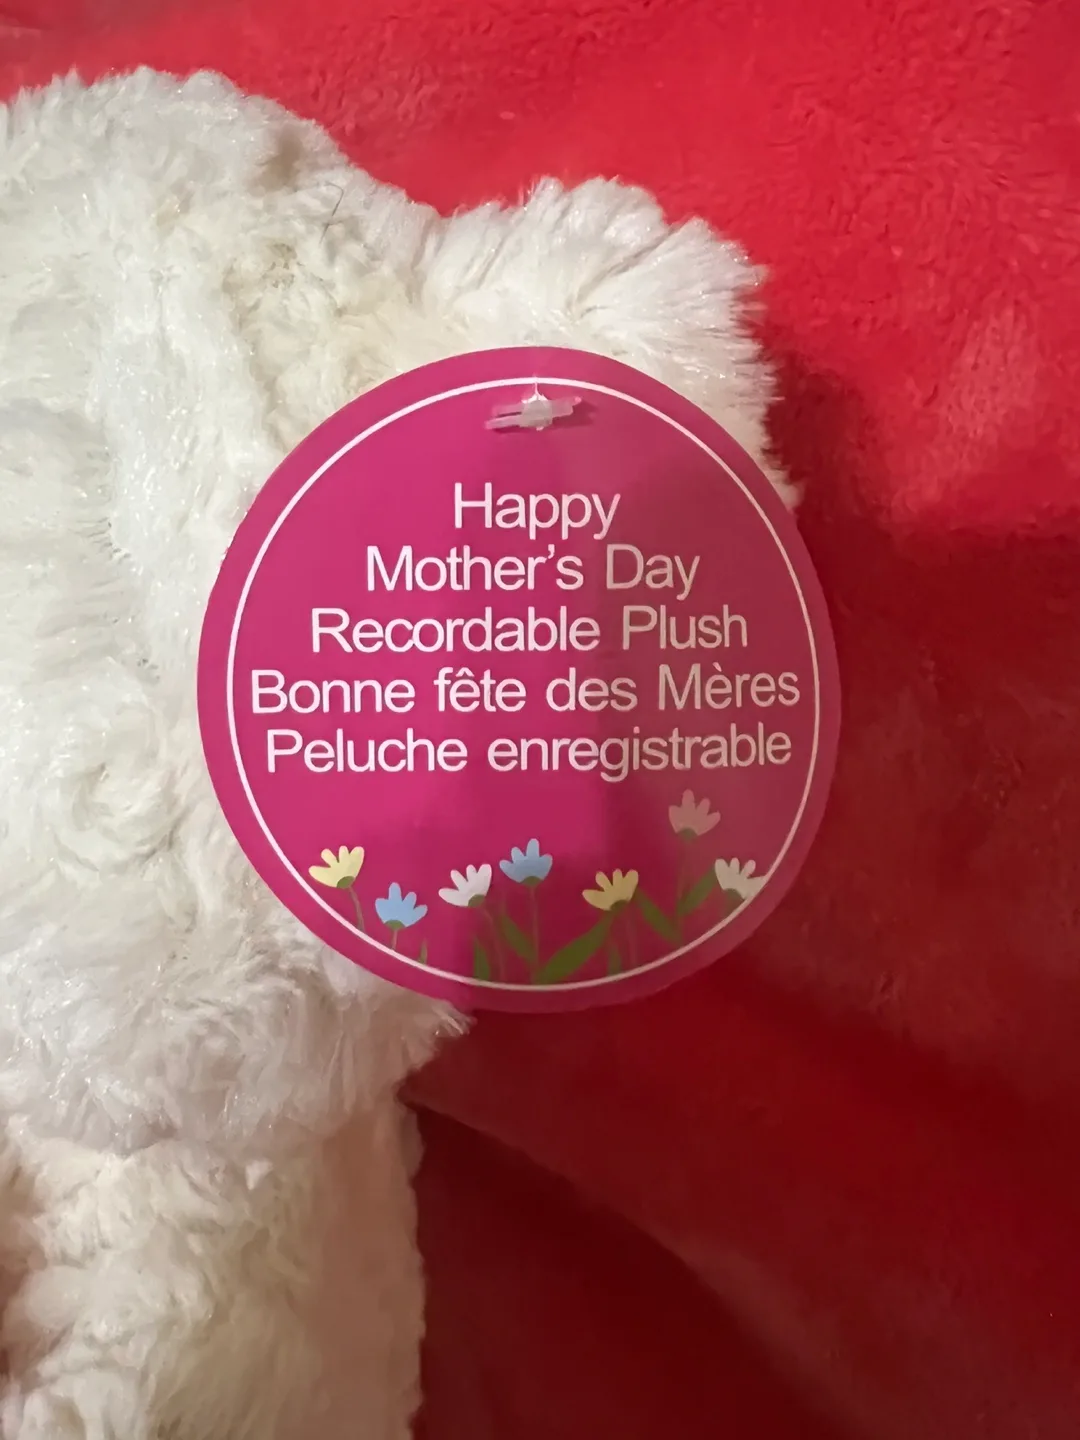 Happy
Mother's Day
Recordable Plush
Bonne fête des Mères
Peluche enregistrable